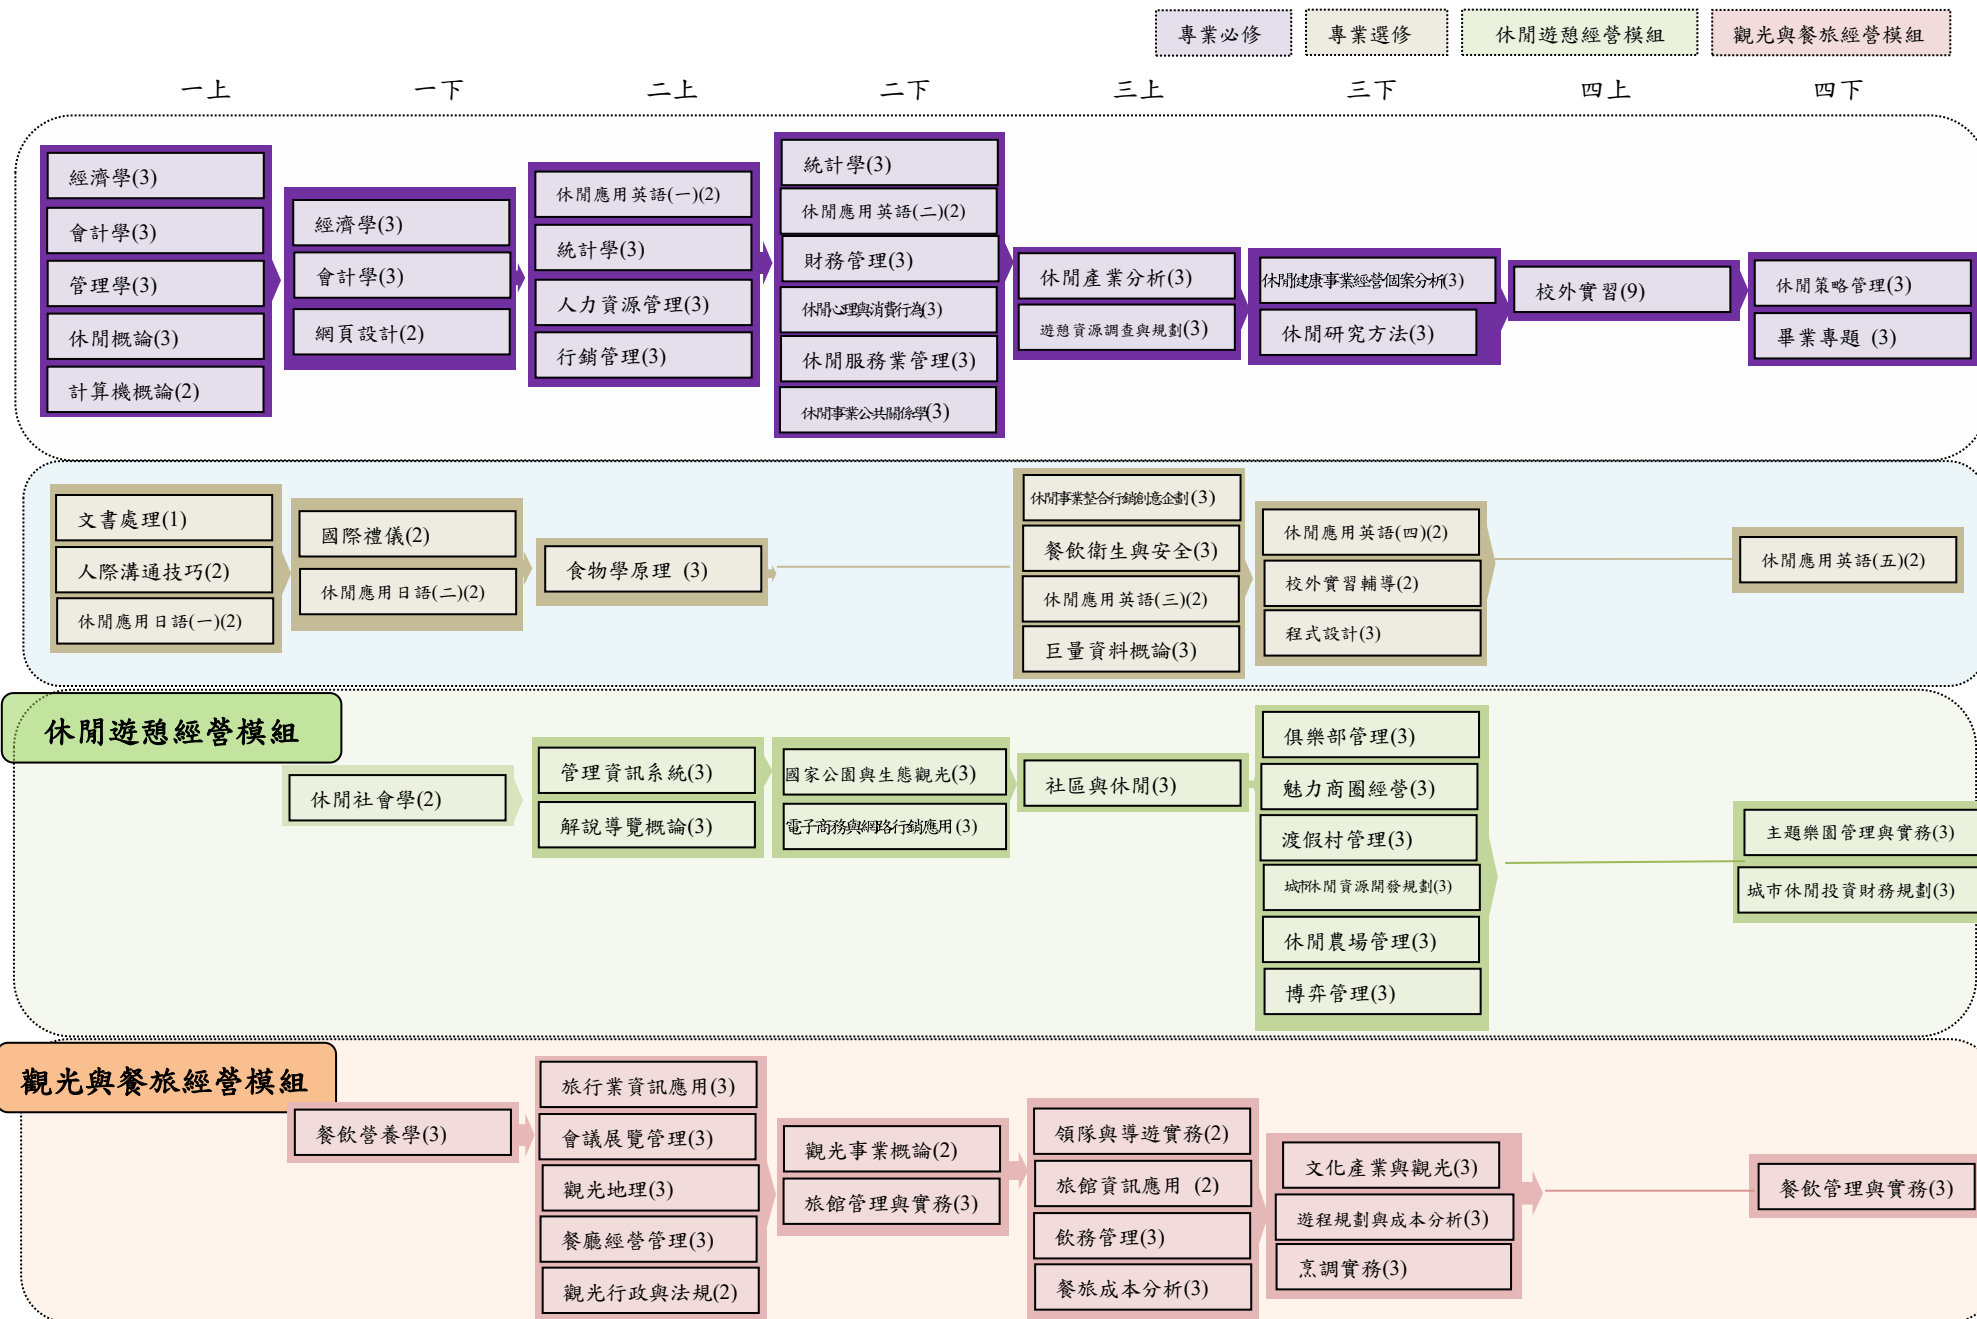 專業必修
專業選修
休閒遊憩經營模組
觀光與餐旅經營模組
一上
一下
二上
二下
三上
三下
四上
四下
經濟學(3)
會計學(3)
管理學(3)
休閒概論(3)
計算機概論(2)
經濟學(3)
會計學(3)
網頁設計(2)
休閒應用英語(一)(2)
統計學(3)
人力資源管理(3)
行銷管理(3)
統計學(3)
休閒應用英語(二)(2)
財務管理(3)
休閒心理與消費行為(3)
休閒服務業管理(3)
休閒事業公共關係學(3)
休閒產業分析(3)
遊憩資源調查與規劃(3)
休閒健康事業經營個案分析(3)
休閒研究方法(3)
校外實習(9)
休閒策略管理(3)
畢業專題 (3)
文書處理(1)
人際溝通技巧(2)
休閒應用日語(一)(2)
國際禮儀(2)
休閒應用日語(二)(2)
食物學原理 (3)
休閒事業整合行銷創意企劃(3)
餐飲衛生與安全(3)
休閒應用英語(三)(2)
巨量資料概論(3)
休閒應用英語(四)(2)
校外實習輔導(2)
程式設計(3)
休閒應用英語(五)(2)
休閒遊憩經營模組
休閒社會學(2)
管理資訊系統(3)
解說導覽概論(3)
國家公園與生態觀光(3)
電子商務與網路行銷應用(3)
社區與休閒(3)
俱樂部管理(3)
魅力商圈經營(3)
渡假村管理(3)
城市休閒資源開發規劃(3)
休閒農場管理(3)
博弈管理(3)
主題樂園管理與實務(3)
城市休閒投資財務規劃(3)
觀光與餐旅經營模組
餐飲營養學(3)
旅行業資訊應用(3)
會議展覽管理(3)
觀光地理(3)
餐廳經營管理(3)
觀光行政與法規(2)
觀光事業概論(2)
旅館管理與實務(3)
領隊與導遊實務(2)
旅館資訊應用 (2)
飲務管理(3)
餐旅成本分析(3)
文化產業與觀光(3)
遊程規劃與成本分析(3)
烹調實務(3)
餐飲管理與實務(3)